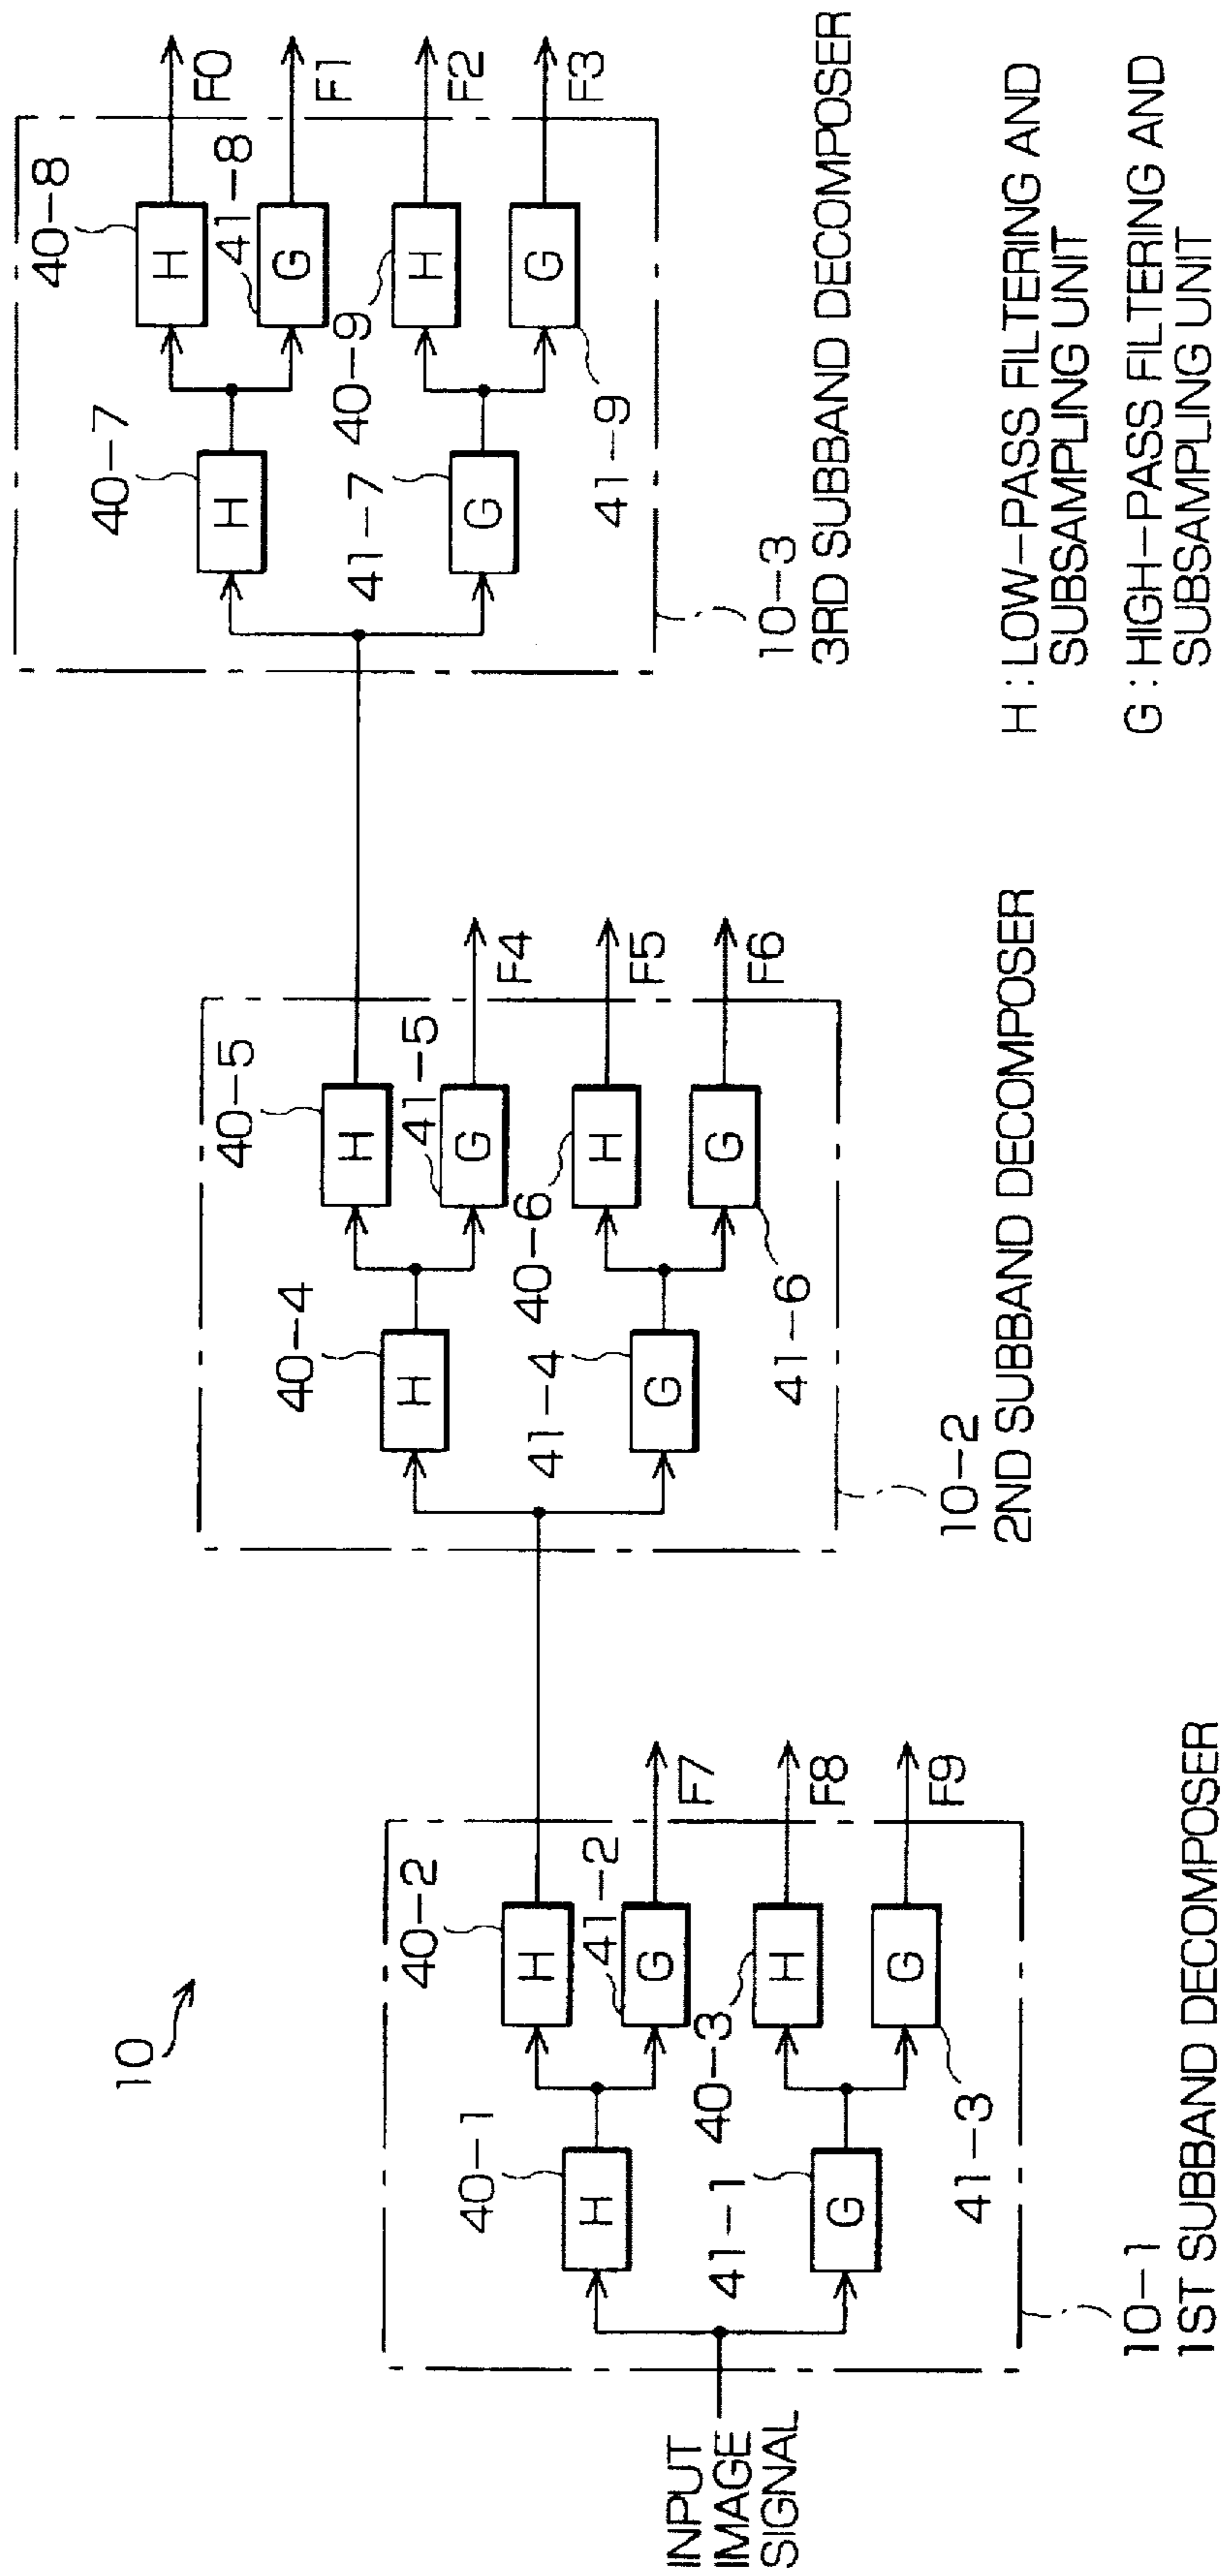 10
INPUT
IMAGE
SIGNAL
40-1
H
41-1
G
40-2
H
41-2
G
40-3
H
41-3
G
F7
F8
F9
10-1
1ST SUBBAND DECOMPOSER
40-4
H
41-4
G
40-5
H
41-5
G
40-6
H
41-6
G
F4
F5
F6
10-2
2ND SUBBAND DECOMPOSER
40-7
H
41-7
G
40-8
H
41-8
G
40-9
H
41-9
G
F0
F1
F2
F3
10-3
3RD SUBBAND DECOMPOSER
H : LOW-PASS FILTERING AND
SUBSAMPLING UNIT
G : HIGH-PASS FILTERING AND
SUBSAMPLING UNIT